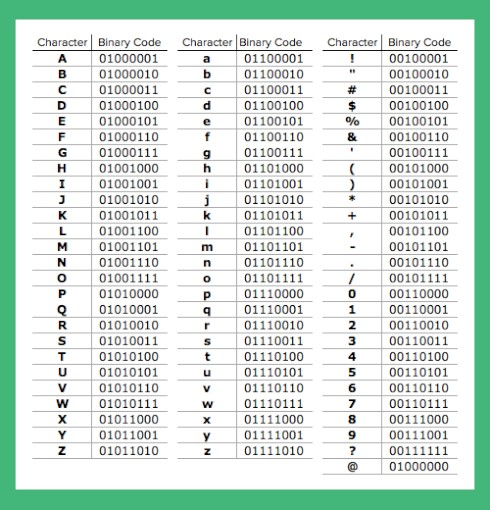 Character Binary Code Character Binary Code Character Binary Code
A 01000001 a 01100001 ! 00100001
B 01000010 b 01100010 " 00100010
C 01000011 c 01100011 # 00100011
D 01000100 d 01100100 $ 00100100
E 01000101 e 01100101 % 00100101
F 01000110 f 01100110 & 00100110
G 01000111 g 01100111 ' 00100111
H 01001000 h 01101000 ( 00101000
I 01001001 i 01101001 ) 00101001
J 01001010 j 01101010 * 00101010
K 01001011 k 01101011 + 00101011
L 01001100 l 01101100 , 00101100
M 01001101 m 01101101 - 00101101
N 01001110 n 01101110 . 00101110
O 01001111 o 01101111 / 00101111
P 01010000 p 01110000 0 00110000
Q 01010001 q 01110001 1 00110001
R 01010010 r 01110010 2 00110010
S 01010011 s 01110011 3 00110011
T 01010100 t 01110100 4 00110100
U 01010101 u 01110101 5 00110101
V 01010110 v 01110110 6 00110110
W 01010111 w 01110111 7 00110111
X 01011000 x 01111000 8 00111000
Y 01011001 y 01111001 9 00111001
Z 01011010 z 01111010 ? 00111111
@ 01000000